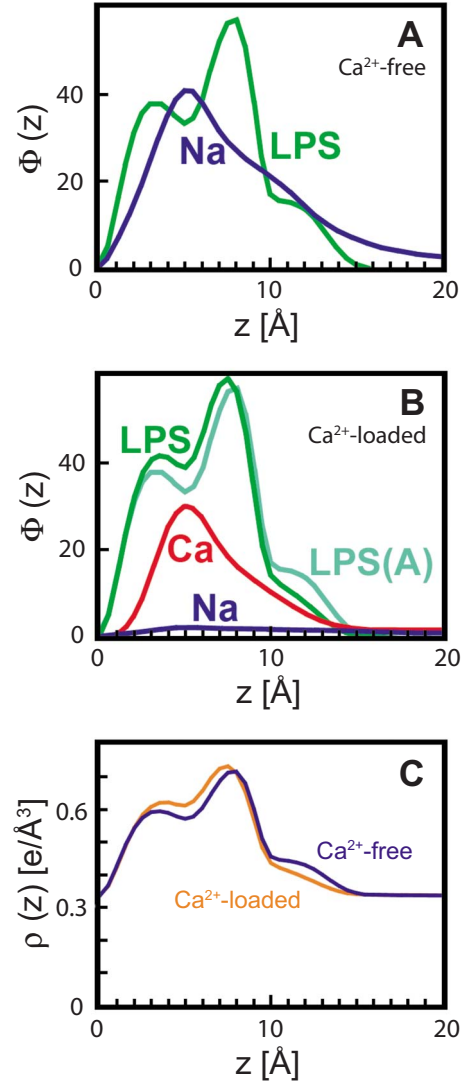 A
Ca²⁺-free
Φ (z)
40
20
0
Na
LPS
0
10
20
z [Å]
B
Ca²⁺-loaded
Φ (z)
40
20
0
LPS
Ca
Na
LPS(A)
0
10
20
z [Å]
C
ρ (z) [e/Å³]
0.6
0.3
0
Ca²⁺-free
Ca²⁺-loaded
0
10
20
z [Å]